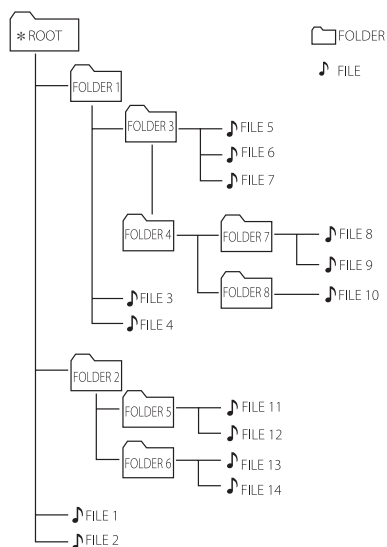 * ROOT
FOLDER
FILE
FOLDER 1
FOLDER 3
FILE 5
FILE 6
FILE 7
FOLDER 4
FOLDER 7
FILE 8
FILE 9
FOLDER 8
FILE 10
FILE 3
FILE 4
FOLDER 2
FOLDER 5
FILE 11
FILE 12
FOLDER 6
FILE 13
FILE 14
FILE 1
FILE 2